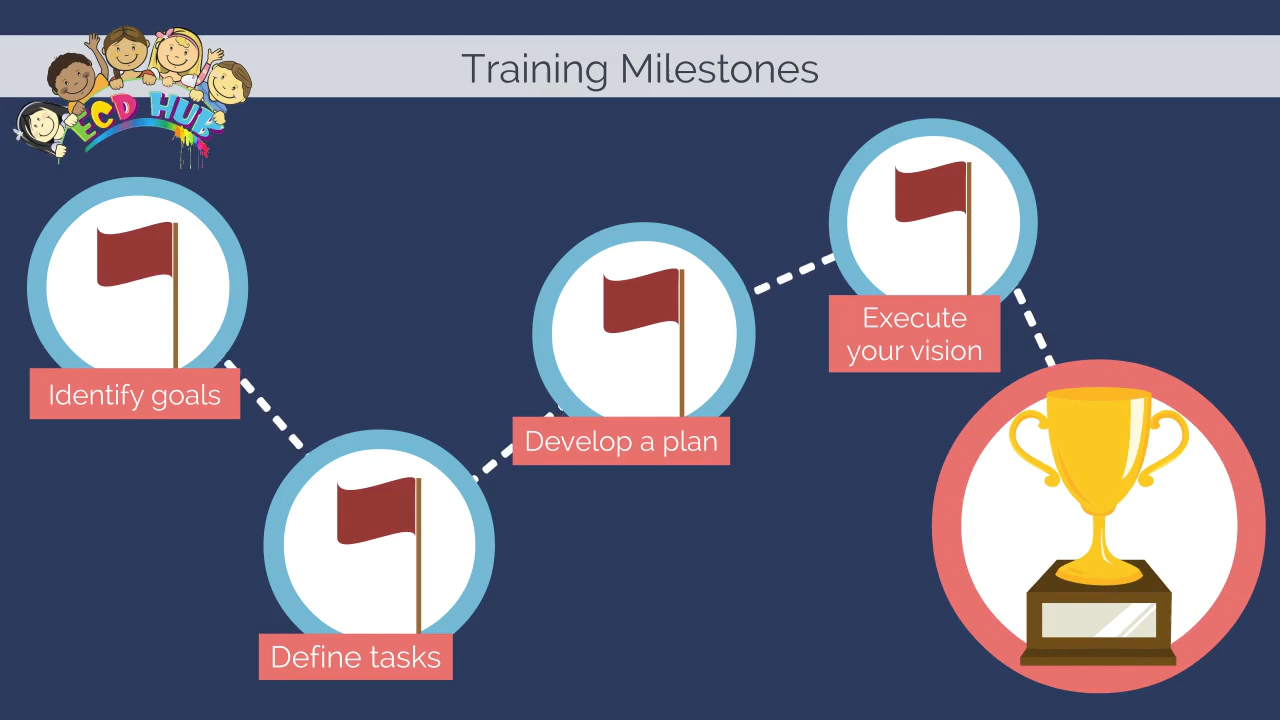 Training Milestones
ECD HUB
Identify goals
Define tasks
Develop a plan
Execute
your vision